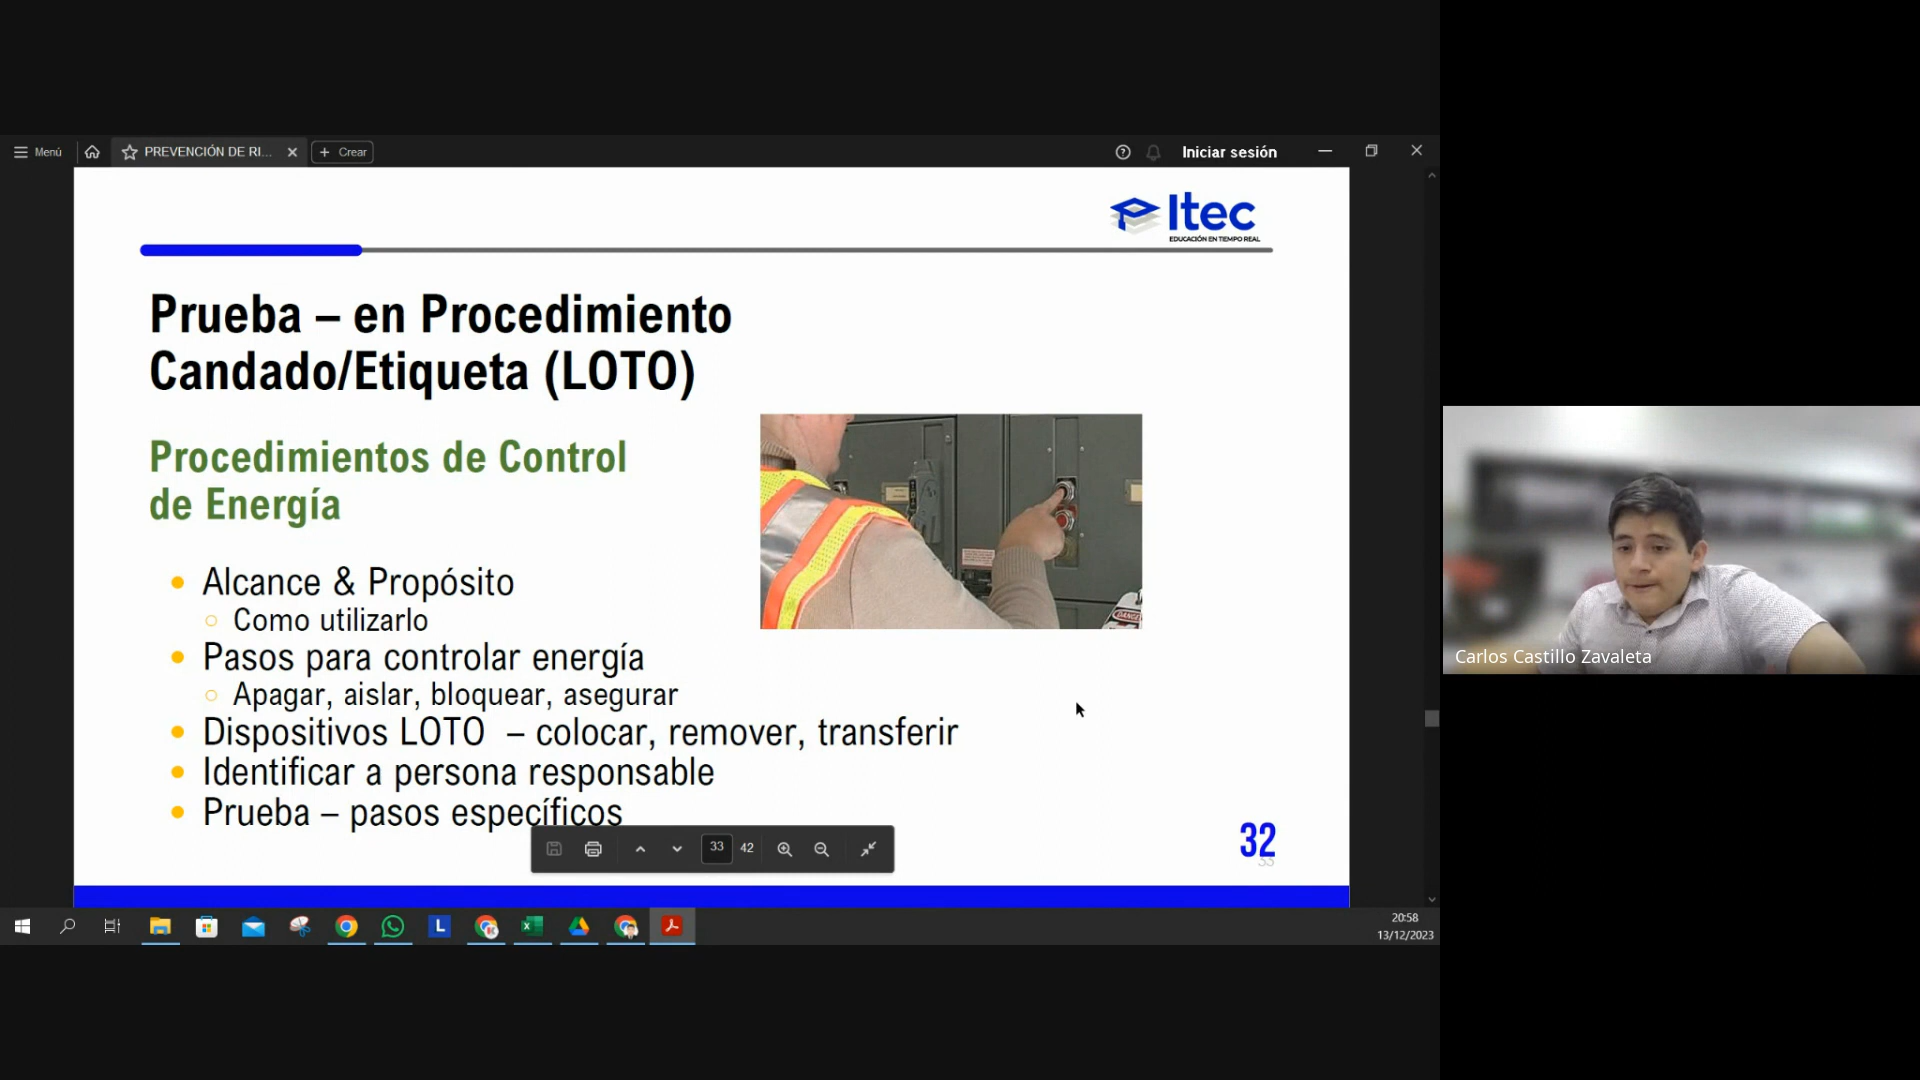 Menú
PREVENCIÓN DE RI...
Crear
Iniciar sesión
Itec
EDUCACIÓN EN TIEMPO REAL
Prueba – en Procedimiento
Candado/Etiqueta (LOTO)
Procedimientos de Control
de Energía
Alcance & Propósito
Como utilizarlo
Pasos para controlar energía
Apagar, aislar, bloquear, asegurar
Dispositivos LOTO – colocar, remover, transferir
Identificar a persona responsable
Prueba – pasos específicos
DANGER
33 42
32
33
20:58
13/12/2023
Carlos Castillo Zavaleta